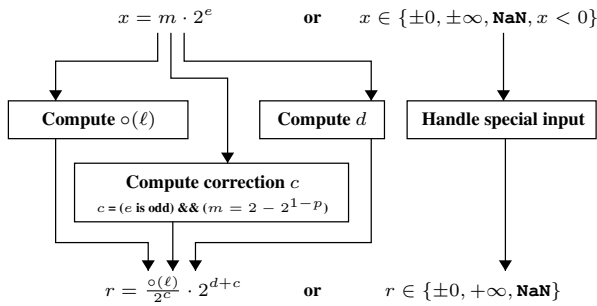 x = m · 2^e or x ∈ {±0, ±∞, NaN, x < 0}
Compute ∘(ℓ) Compute d Handle special input
Compute correction c
c = (e is odd) && (m = 2 − 2^{1−p})
r = \frac{∘(ℓ)}{2^c} · 2^{d+c} or r ∈ {±0, +∞, NaN}